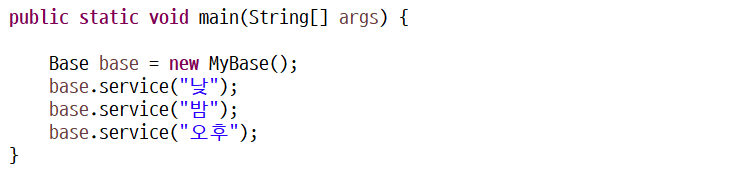 public static void main(String[] args) {
Base base = new MyBase();
base.service("낮");
base.service("밤");
base.service("오후");
}